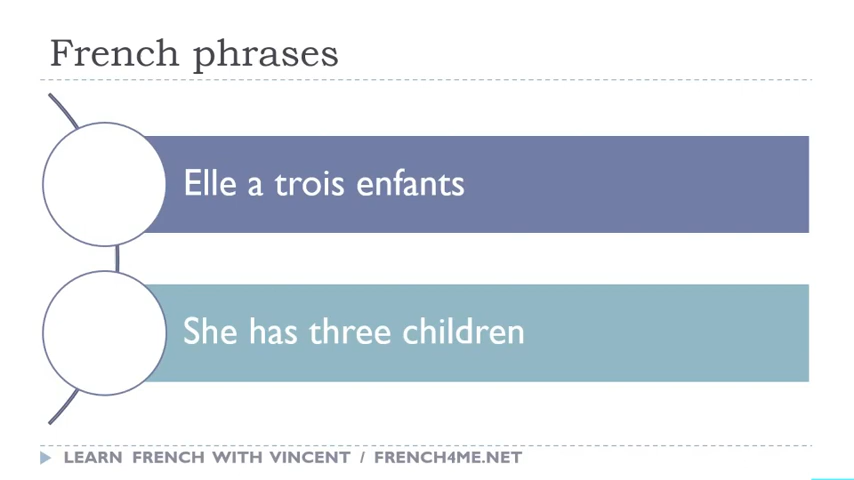 French phrases
Elle a trois enfants
She has three children
LEARN FRENCH WITH VINCENT / FRENCH4ME.NET